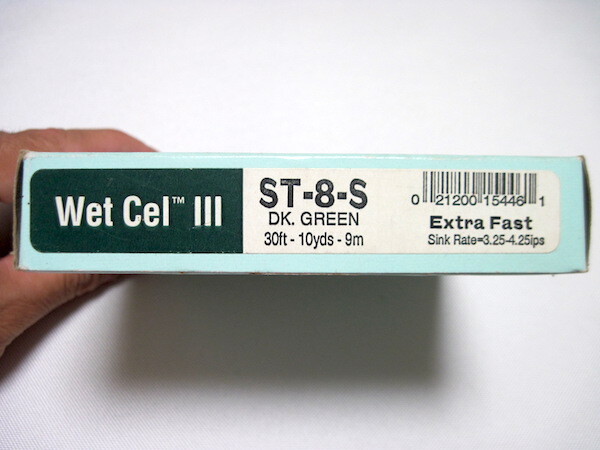 Wet Cel™ III
ST-8-S
DK. GREEN
30ft - 10yds - 9m
0 21200 15446 1
Extra Fast
Sink Rate=3.25-4.25ips